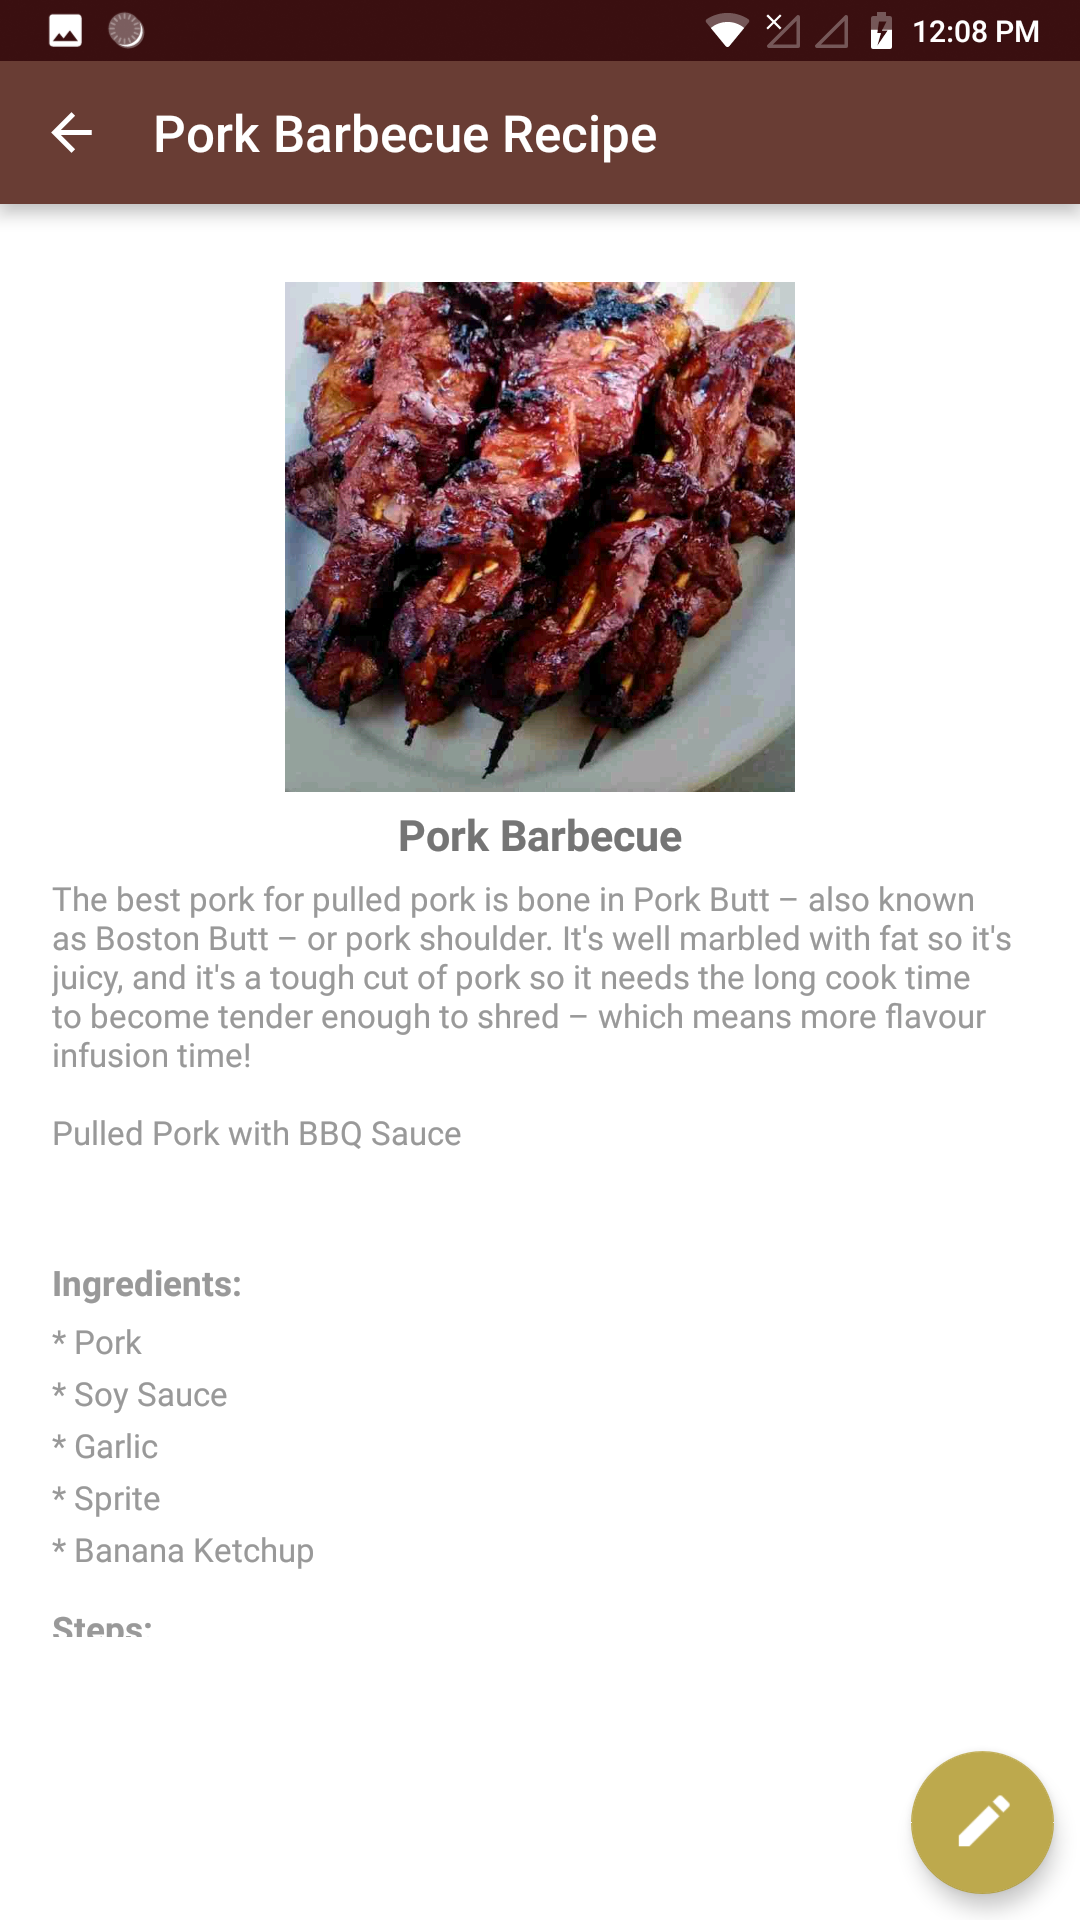 12:08 PM
Pork Barbecue Recipe
Pork Barbecue
The best pork for pulled pork is bone in Pork Butt – also known
as Boston Butt – or pork shoulder. It's well marbled with fat so it's
juicy, and it's a tough cut of pork so it needs the long cook time
to become tender enough to shred – which means more flavour
infusion time!
Pulled Pork with BBQ Sauce
Ingredients:
* Pork
* Soy Sauce
* Garlic
* Sprite
* Banana Ketchup
Steps: